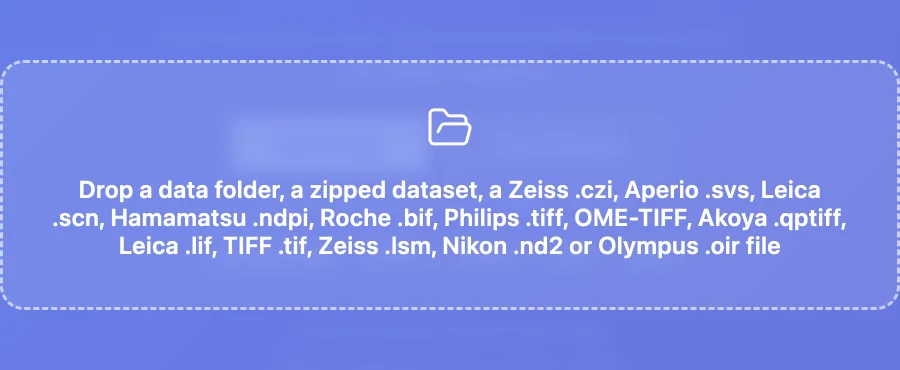 Drop a data folder, a zipped dataset, a Zeiss .czi, Aperio .svs, Leica
.scn, Hamamatsu .ndpi, Roche .bif, Philips .tiff, OME-TIFF, Akoya .qptiff,
Leica .lif, TIFF .tif, Zeiss .lsm, Nikon .nd2 or Olympus .oir file